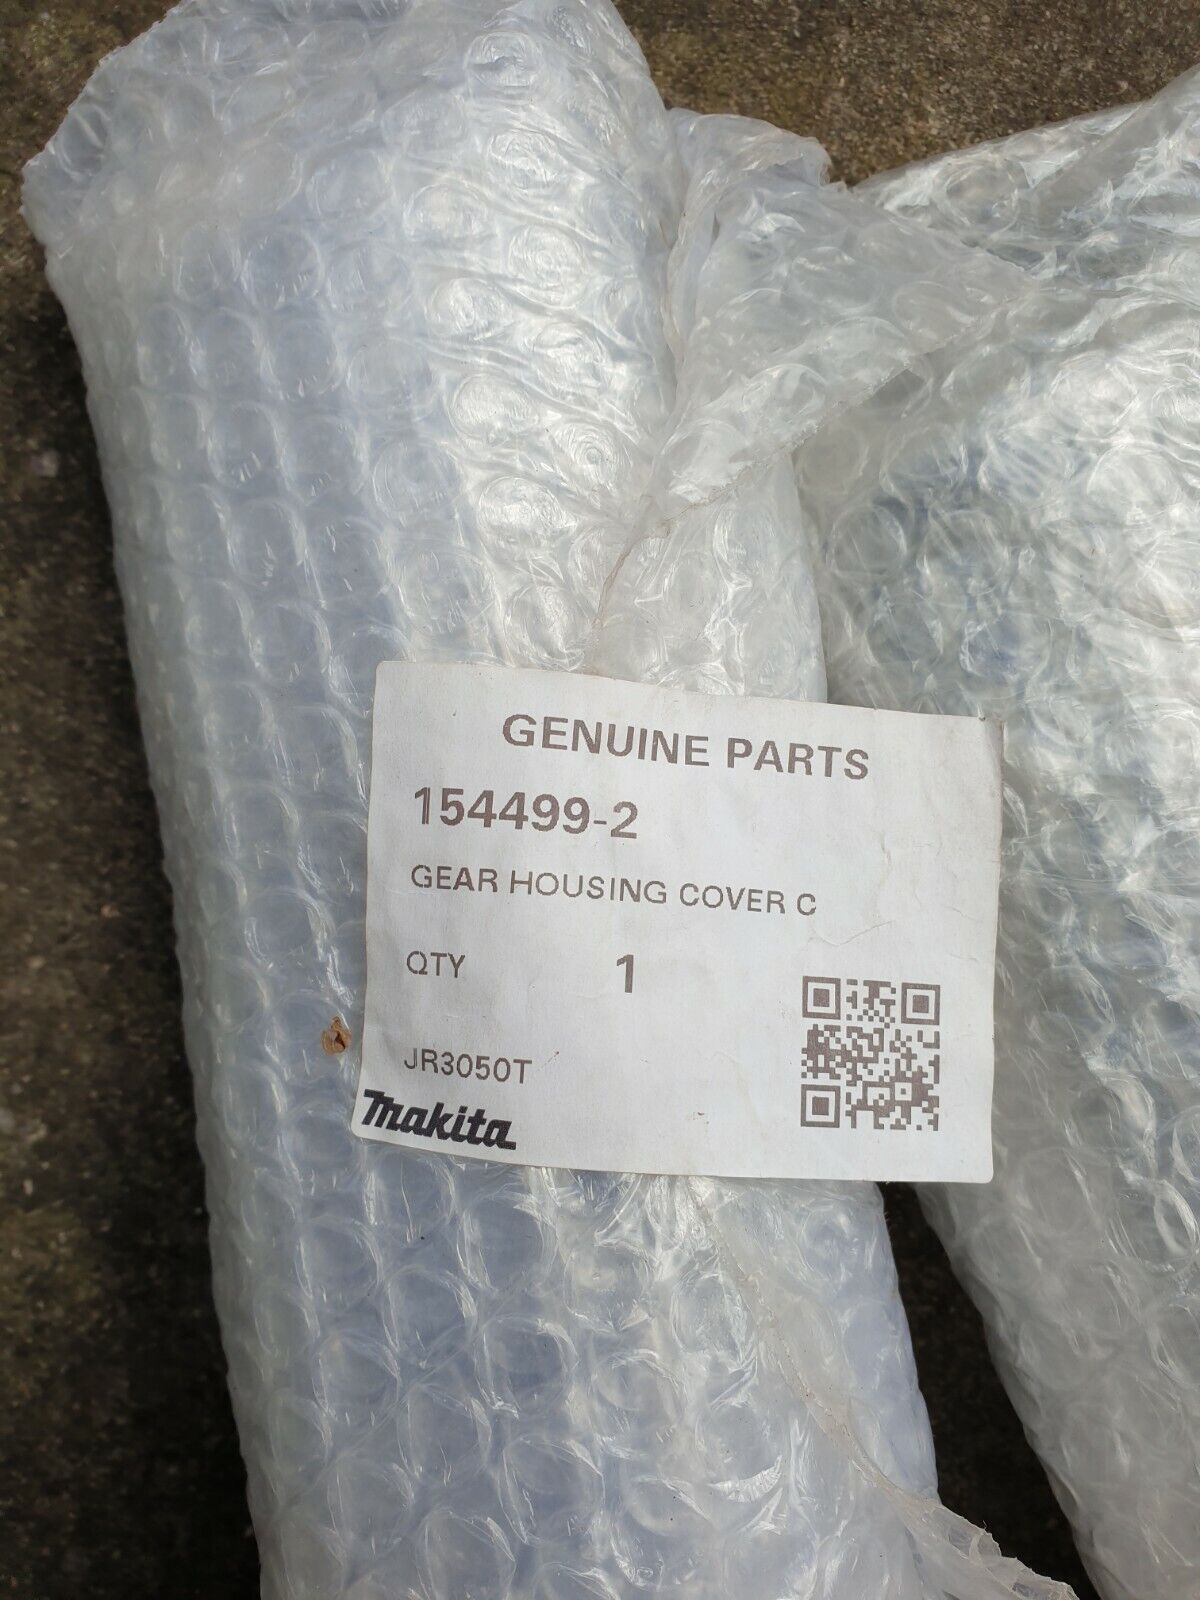 GENUINE PARTS
154499-2
GEAR HOUSING COVER C
QTY 1
JR3050T
Makita